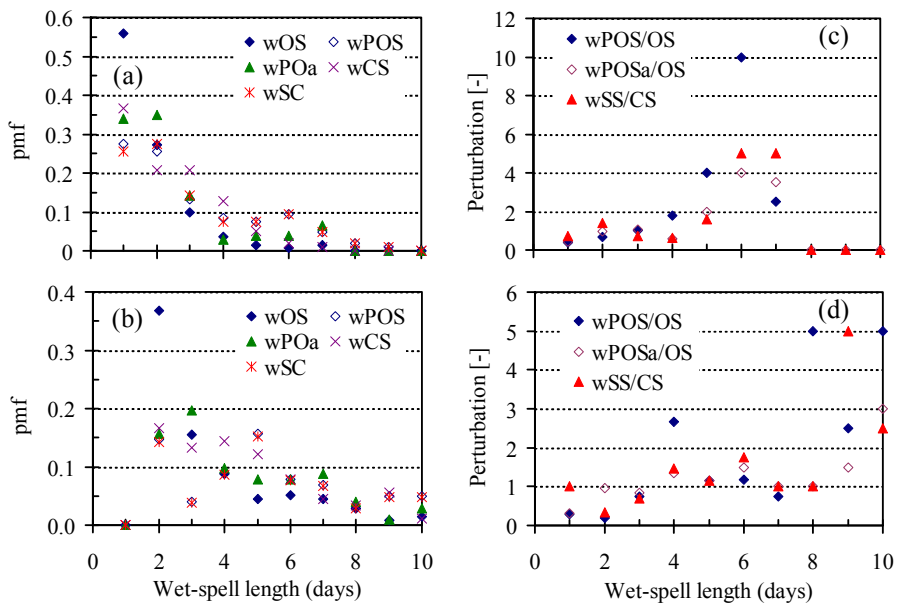 0.6
0.5
0.4
0.3
0.2
0.1
0
pmf
(a)
wOS
wPOS
wPOa
wCS
wSC
12
10
8
6
4
2
0
Perturbation [-]
(c)
wPOS/OS
wPOSa/OS
wSS/CS
0.4
0.3
0.2
0.1
0.0
pmf
(b)
wOS
wPOS
wPOa
wCS
wSC
0 2 4 6 8 10
Wet-spell length (days)
6
5
4
3
2
1
0
Perturbation [-]
(d)
wPOS/OS
wPOSa/OS
wSS/CS
0 2 4 6 8 10
Wet-spell length (days)